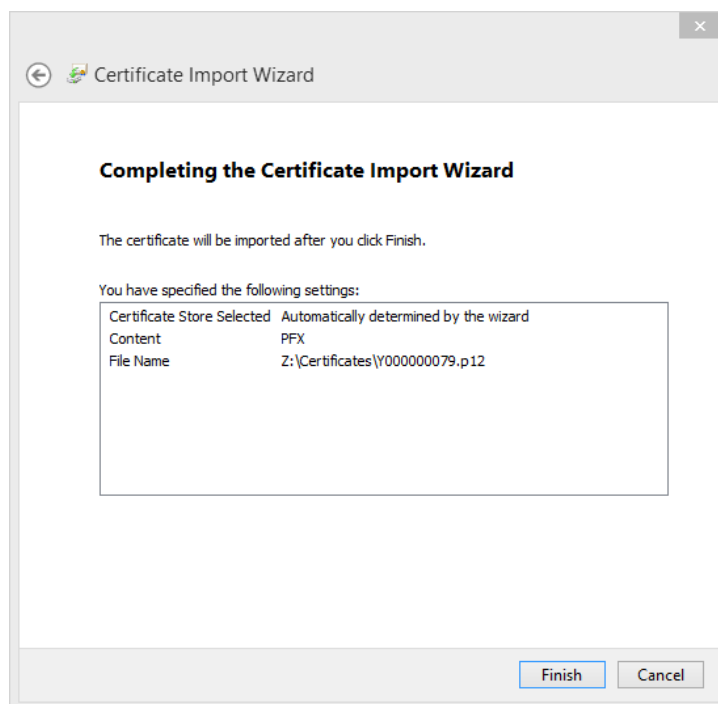 Certificate Import Wizard
Completing the Certificate Import Wizard
The certificate will be imported after you click Finish.
You have specified the following settings:
Certificate Store Selected Automatically determined by the wizard
Content PFX
File Name Z:\Certificates\Y000000079.p12
Finish Cancel